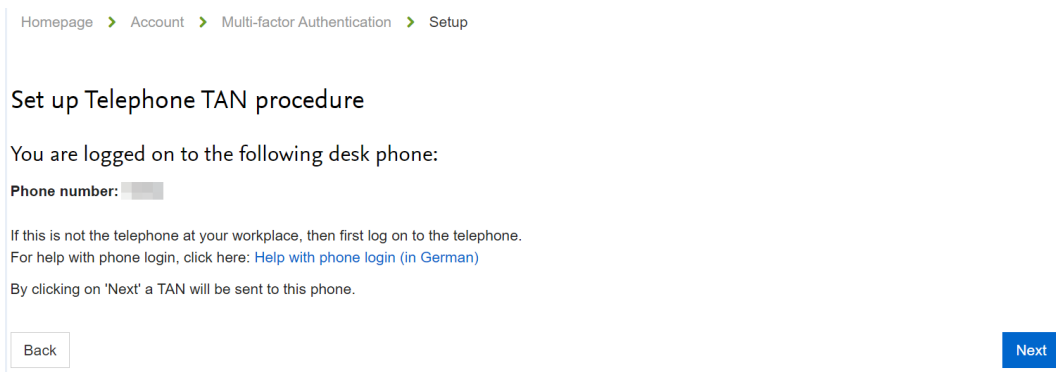 Homepage > Account > Multi-factor Authentication > Setup
Set up Telephone TAN procedure
You are logged on to the following desk phone:
Phone number:
If this is not the telephone at your workplace, then first log on to the telephone.
For help with phone login, click here: Help with phone login (in German)
By clicking on 'Next' a TAN will be sent to this phone.
Back
Next